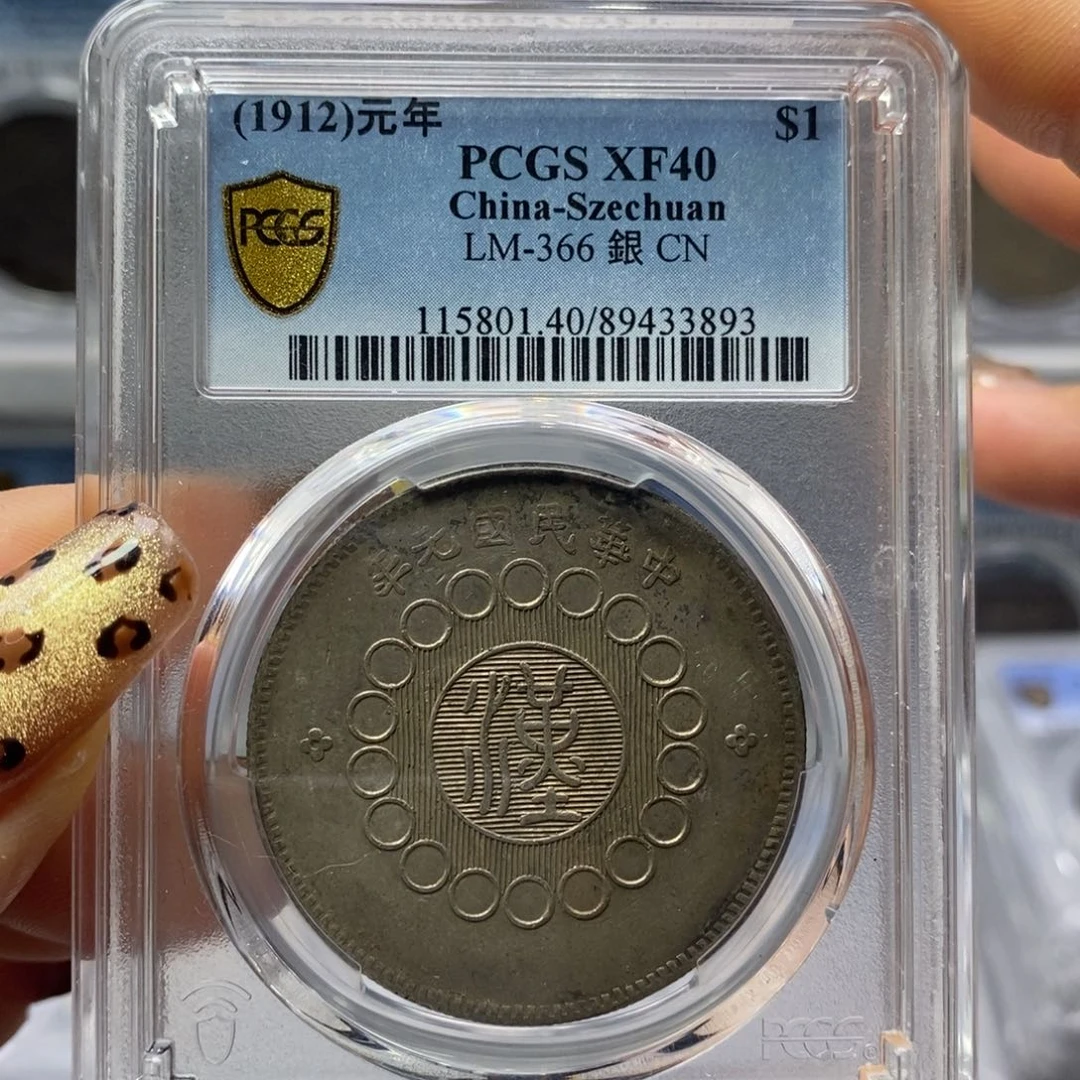 (1912)元年 $1
PCGS XF40
China-Szechuan
LM-366 銀 CN
PCGS
115801.40/89433893
年元國民華中
漢
PCGS